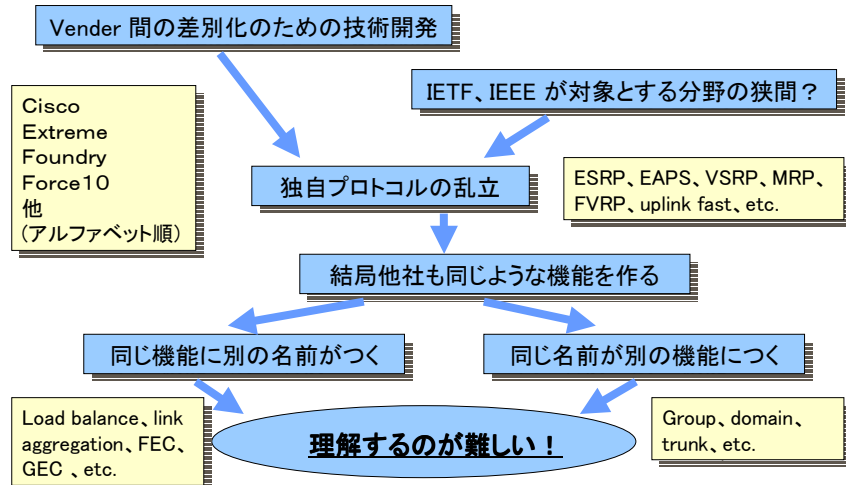 Vender 間の差別化のための技術開発
IETF、IEEE が対象とする分野の狭間？
Cisco
Extreme
Foundry
Force10
他
(アルファベット順)
独自プロトコルの乱立
ESRP、EAPS、VSRP、MRP、
FVRP、uplink fast、etc.
結局他社も同じような機能を作る
同じ機能に別の名前がつく
同じ名前が別の機能につく
Load balance、link
aggregation、FEC、
GEC 、etc.
理解するのが難しい！
Group、domain、
trunk、etc.